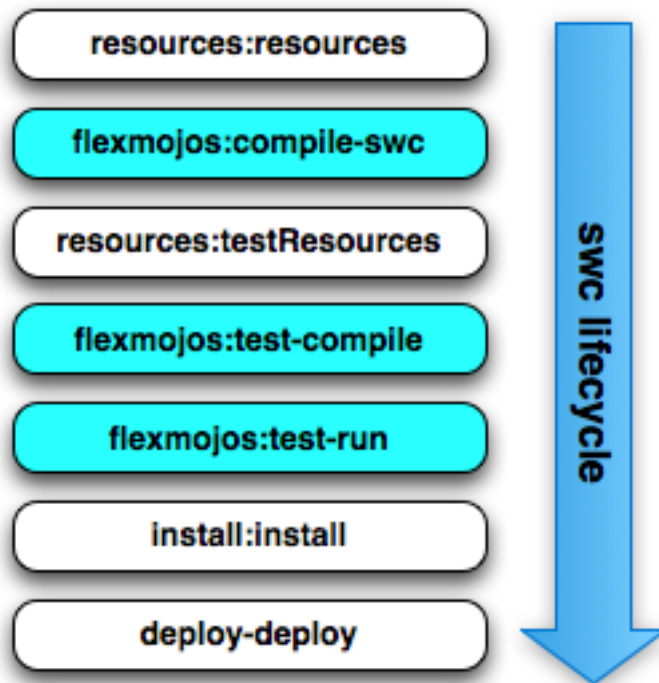 resources:resources
flexmojos:compile-swc
resources:testResources
flexmojos:test-compile
flexmojos:test-run
install:install
deploy-deploy
swc lifecycle